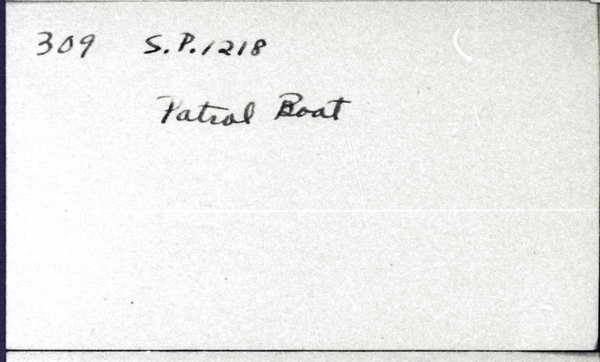 309 S.P.1218
Patrol Boat